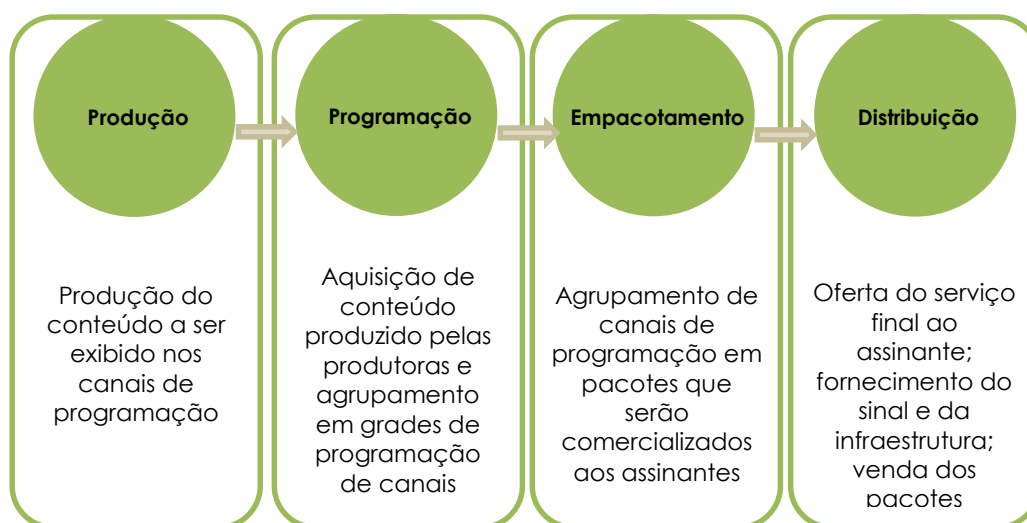 Produção
Produção do
conteúdo a ser
exibido nos
canais de
programação
Programação
Aquisição de
conteúdo
produzido pelas
produtoras e
agrupamento
em grades de
programação
de canais
Empacotamento
Agrupamento de
canais de
programação em
pacotes que
serão
comercializados
aos assinantes
Distribuição
Oferta do serviço
final ao
assinante;
fornecimento do
sinal e da
infraestrutura;
venda dos
pacotes